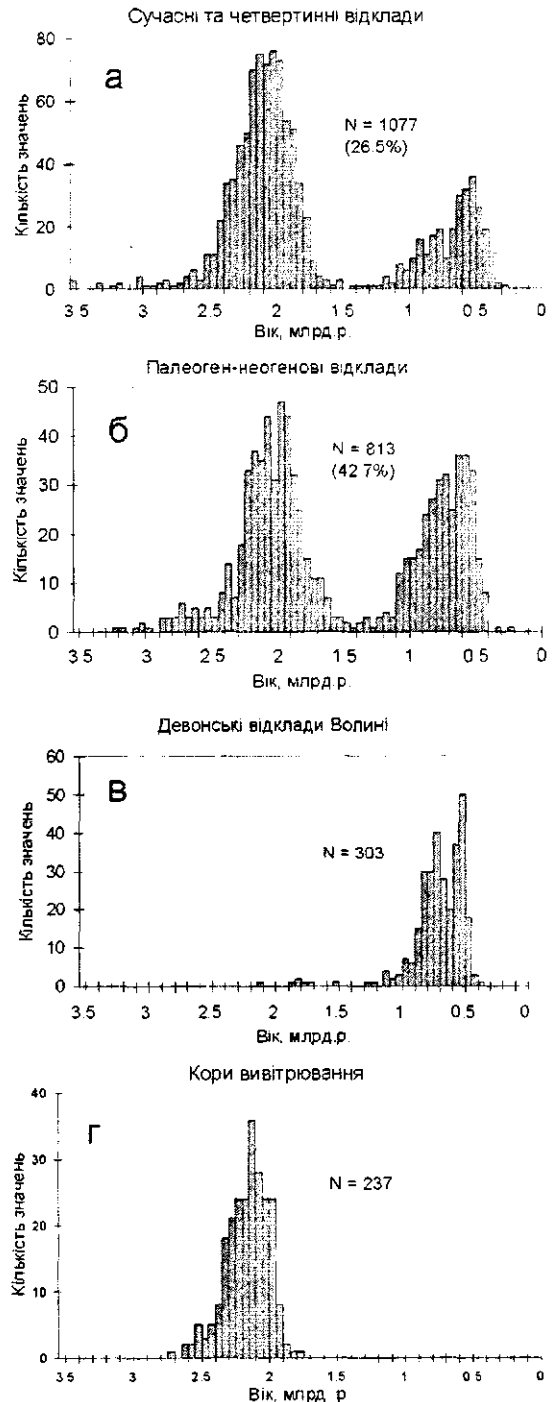 Сучасні та четвертинні відклади
80
60
40
20
0
Кількість значень
а
N = 1077
(26.5%)
3 5 3 2.5 2 1 5 1 0 5 0
Вік, млрд.р.
Палеоген-неогенові відклади
50
40
30
20
10
0
Кількість значень
б
N = 813
(42 7%)
3 5 3 2.5 2 1 5 1 0 5 0
Вік, млрд.р.
Девонські відклади Волині
60
50
40
30
20
10
0
Кількість значень
в
N = 303
3.5 3 2.5 2 1.5 1 0.5 0
Вік, млрд.р.
Кори вивітрювання
40
30
20
10
0
Кількість значень
г
N = 237
3 5 3 2 5 2 1 5 1 0 5 0
Вік, млрд. р